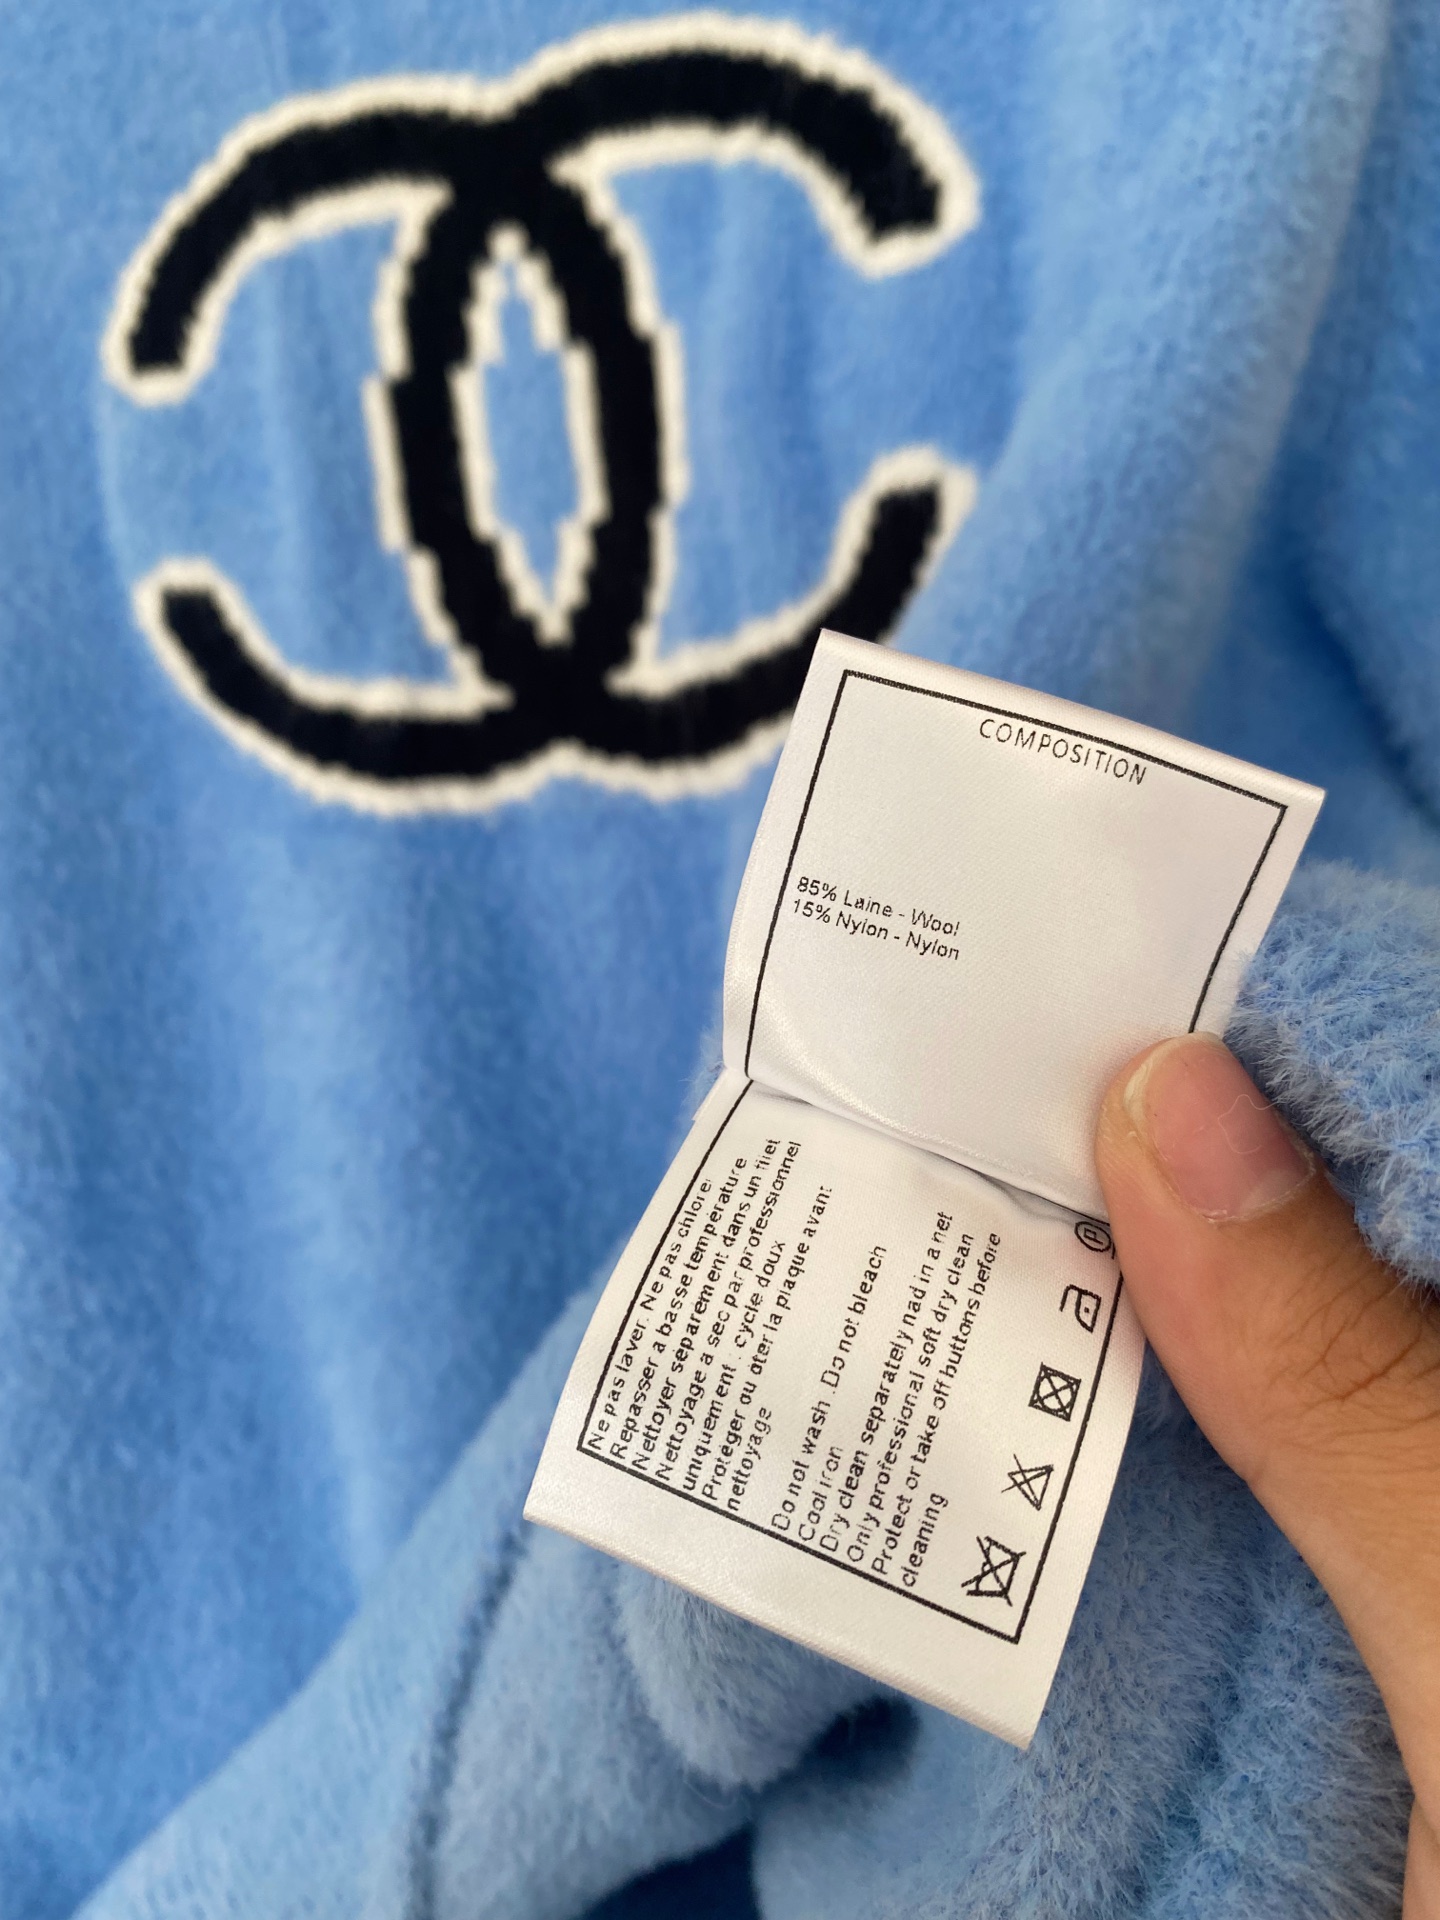 COMPOSITION
85% Laine - Wool
15% Nylon - Nylon
Ne pas laver. Ne pas chlorer
Repasser a basse temperature
Nettoyer separement dans un filet
Nettoyage a sec par professionnel
uniquement : cycle doux
Proteger ou oter la plaque avant
nettoyage
Do not wash . Do not bleach
Cool iron
Dry clean separately nad in a net
Only professional soft dry clean
Protect or take off buttons before
cleaning
P